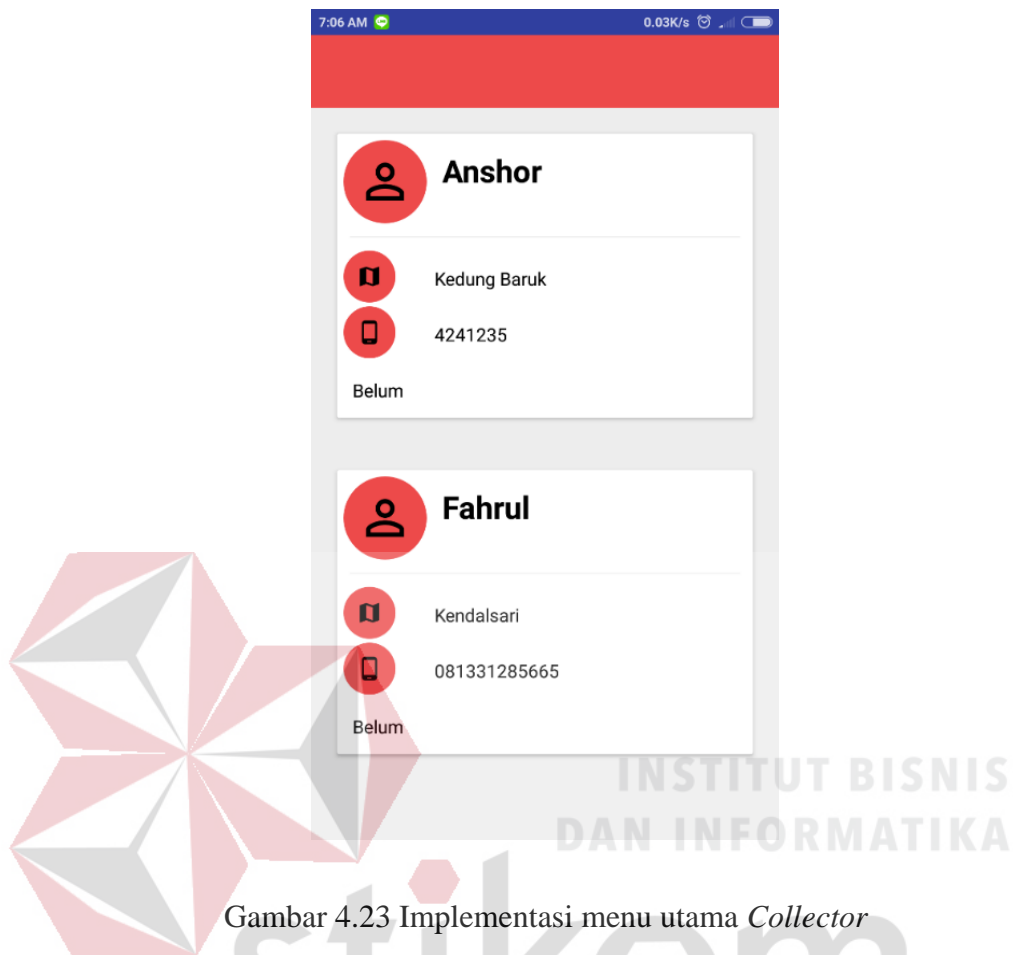 7:06 AM
0.03K/s
Anshor
Kedung Baruk
4241235
Belum
Fahrul
Kendalsari
081331285665
Belum
INSTITUT BISNIS
DAN INFORMATIKA
stikom
Gambar 4.23 Implementasi menu utama Collector